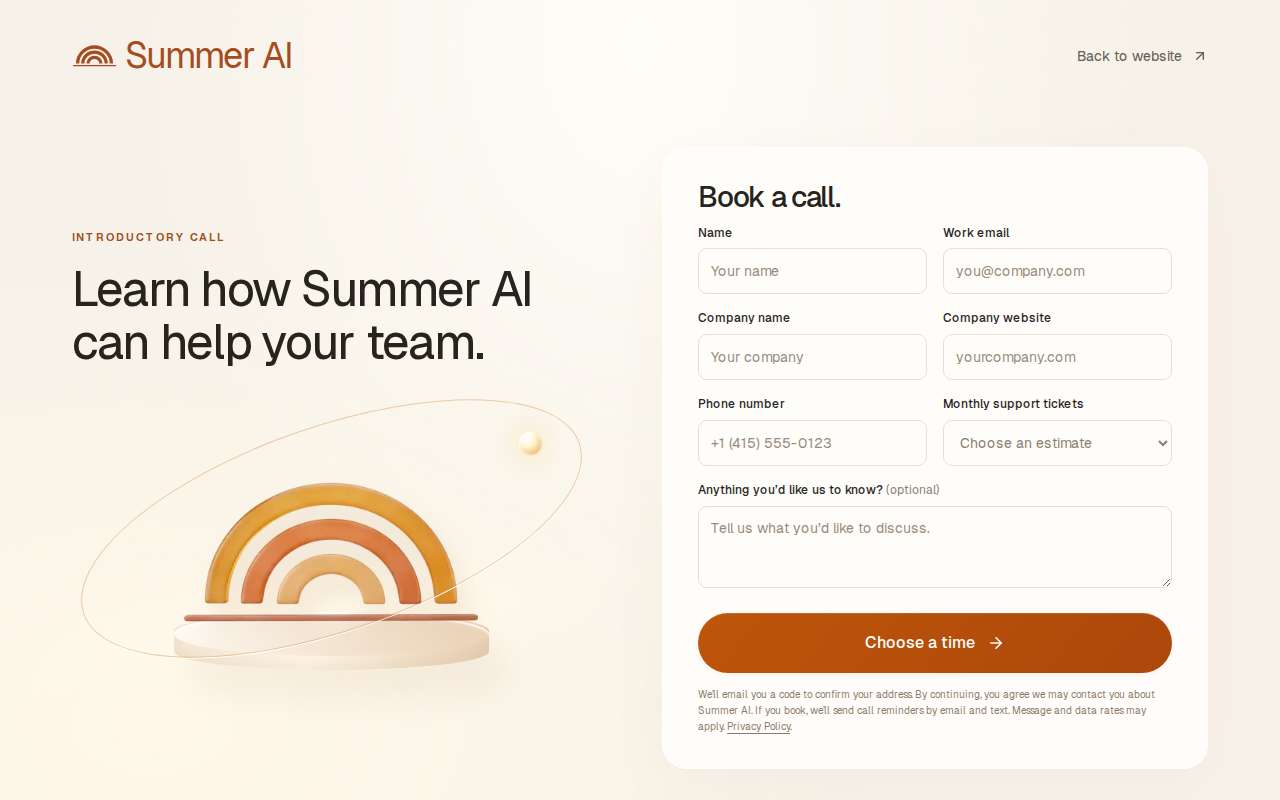 Summer AI
Back to website
INTRODUCTORY CALL
Learn how Summer AI
can help your team.
Book a call.
Name
Work email
Your name
you@company.com
Company name
Company website
Your company
yourcompany.com
Phone number
Monthly support tickets
+1 (415) 555-0123
Choose an estimate
Anything you'd like us to know? (optional)
Tell us what you'd like to discuss.
Choose a time →
We'll email you a code to confirm your address. By continuing, you agree we may contact you about
Summer AI. If you book, we'll send call reminders by email and text. Message and data rates may
apply. Privacy Policy.